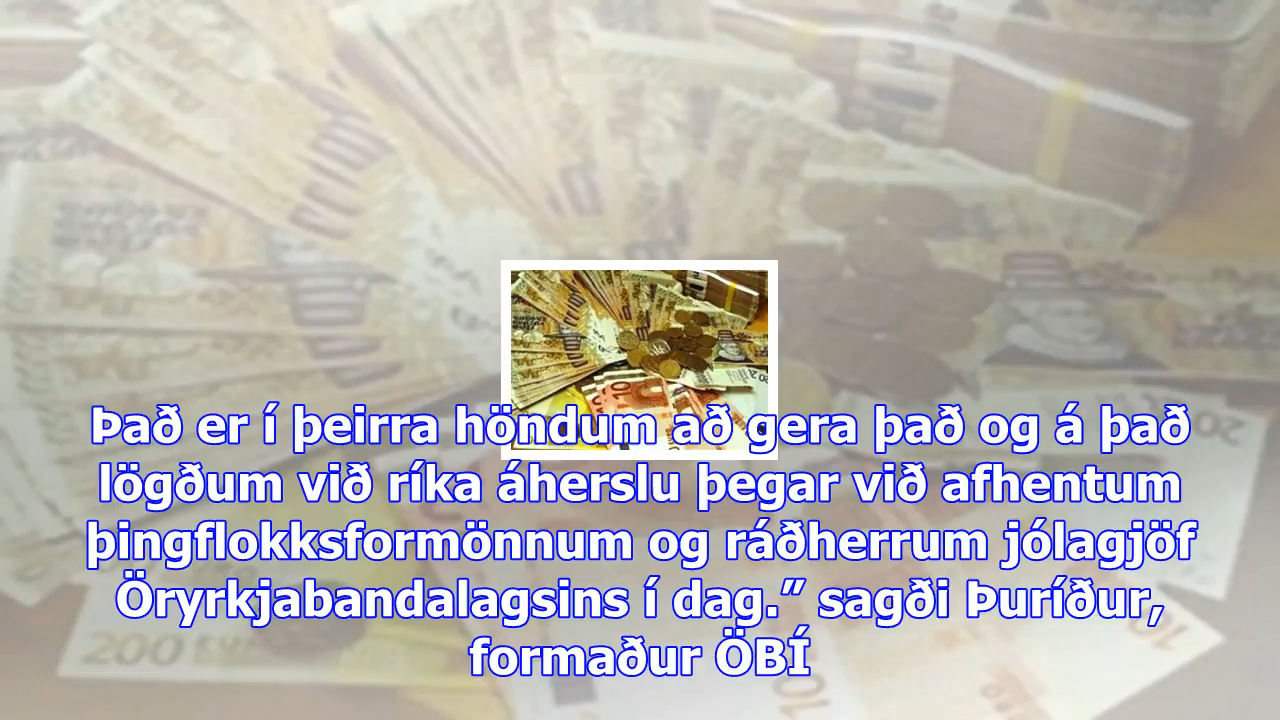 Það er í þeirra höndum að gera það og á það
lögðum við ríka áherslu þegar við afhentum
þingflokksformönnum og ráðherrum jólagjöf
Öryrkjabandalagsins í dag.” sagði Þuríður,
formaður ÖBÍ